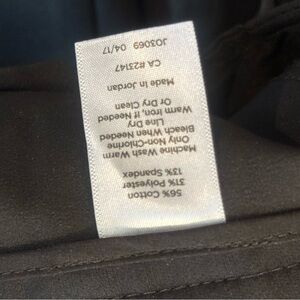 56% Cotton
31% Polyester
13% Spandex
Machine Wash Warm
Only Non-Chlorine
Bleach When Needed
Line Dry
Warm Iron, If Needed
Or Dry Clean
Made In Jordan
CA #23147
JO3069 04/17